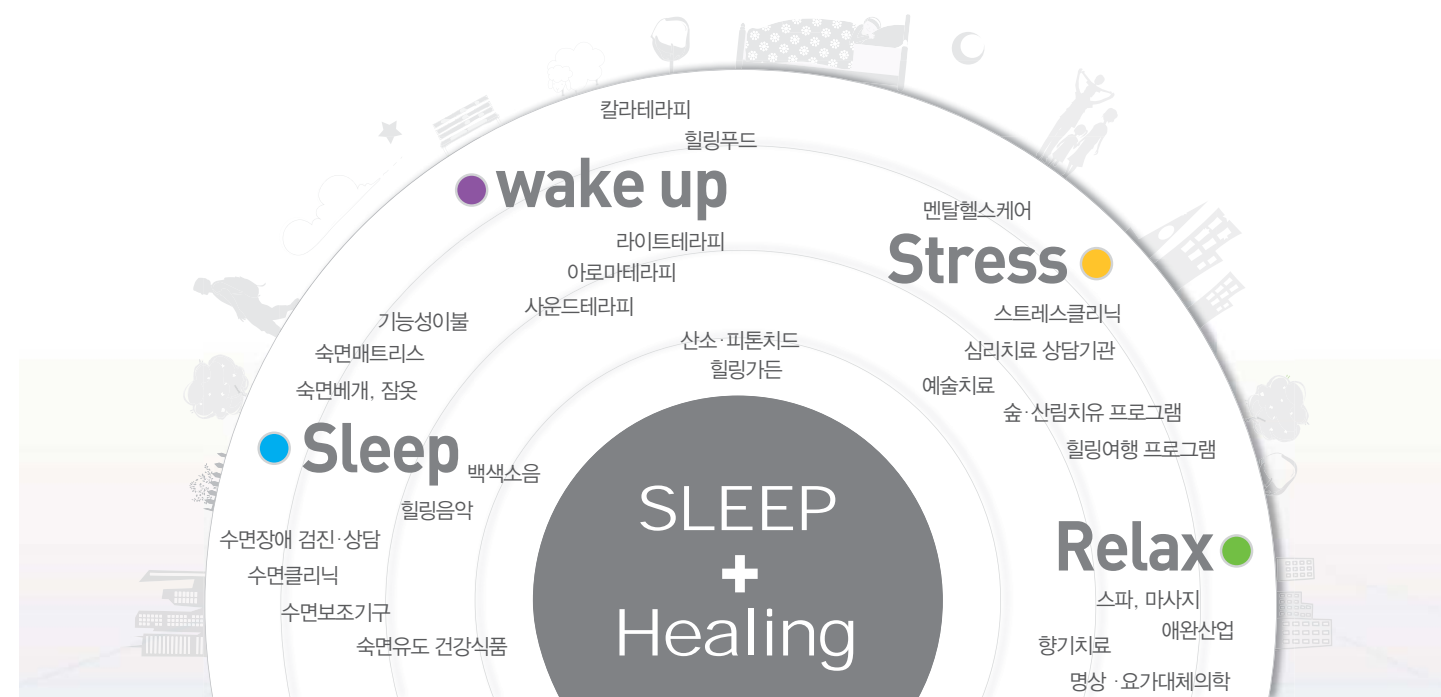 칼라테라피
힐링푸드
wake up
라이트테라피
아로마테라피
사운드테라피
산소·피톤치드
힐링가든
멘탈헬스케어
Stress
스트레스클리닉
심리치료 상담기관
예술치료
숲·산림치유 프로그램
힐링여행 프로그램
기능성이불
숙면매트리스
숙면베개, 잠옷
Sleep
백색소음
힐링음악
수면장애 검진·상담
수면클리닉
수면보조기구
숙면유도 건강식품
SLEEP
+
Healing
Relax
스파, 마사지
애완산업
향기치료
명상 ·요가대체의학